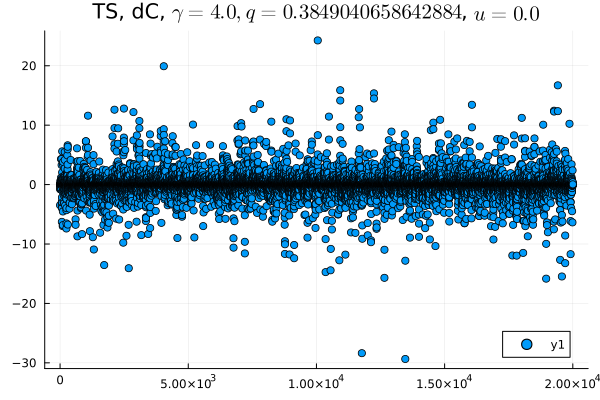 TS, dC, γ = 4.0, q = 0.3849040658642884, u = 0.0
20
10
0
−10
−20
−30
y1
0 5.00×10³ 1.00×10⁴ 1.50×10⁴ 2.00×10⁴